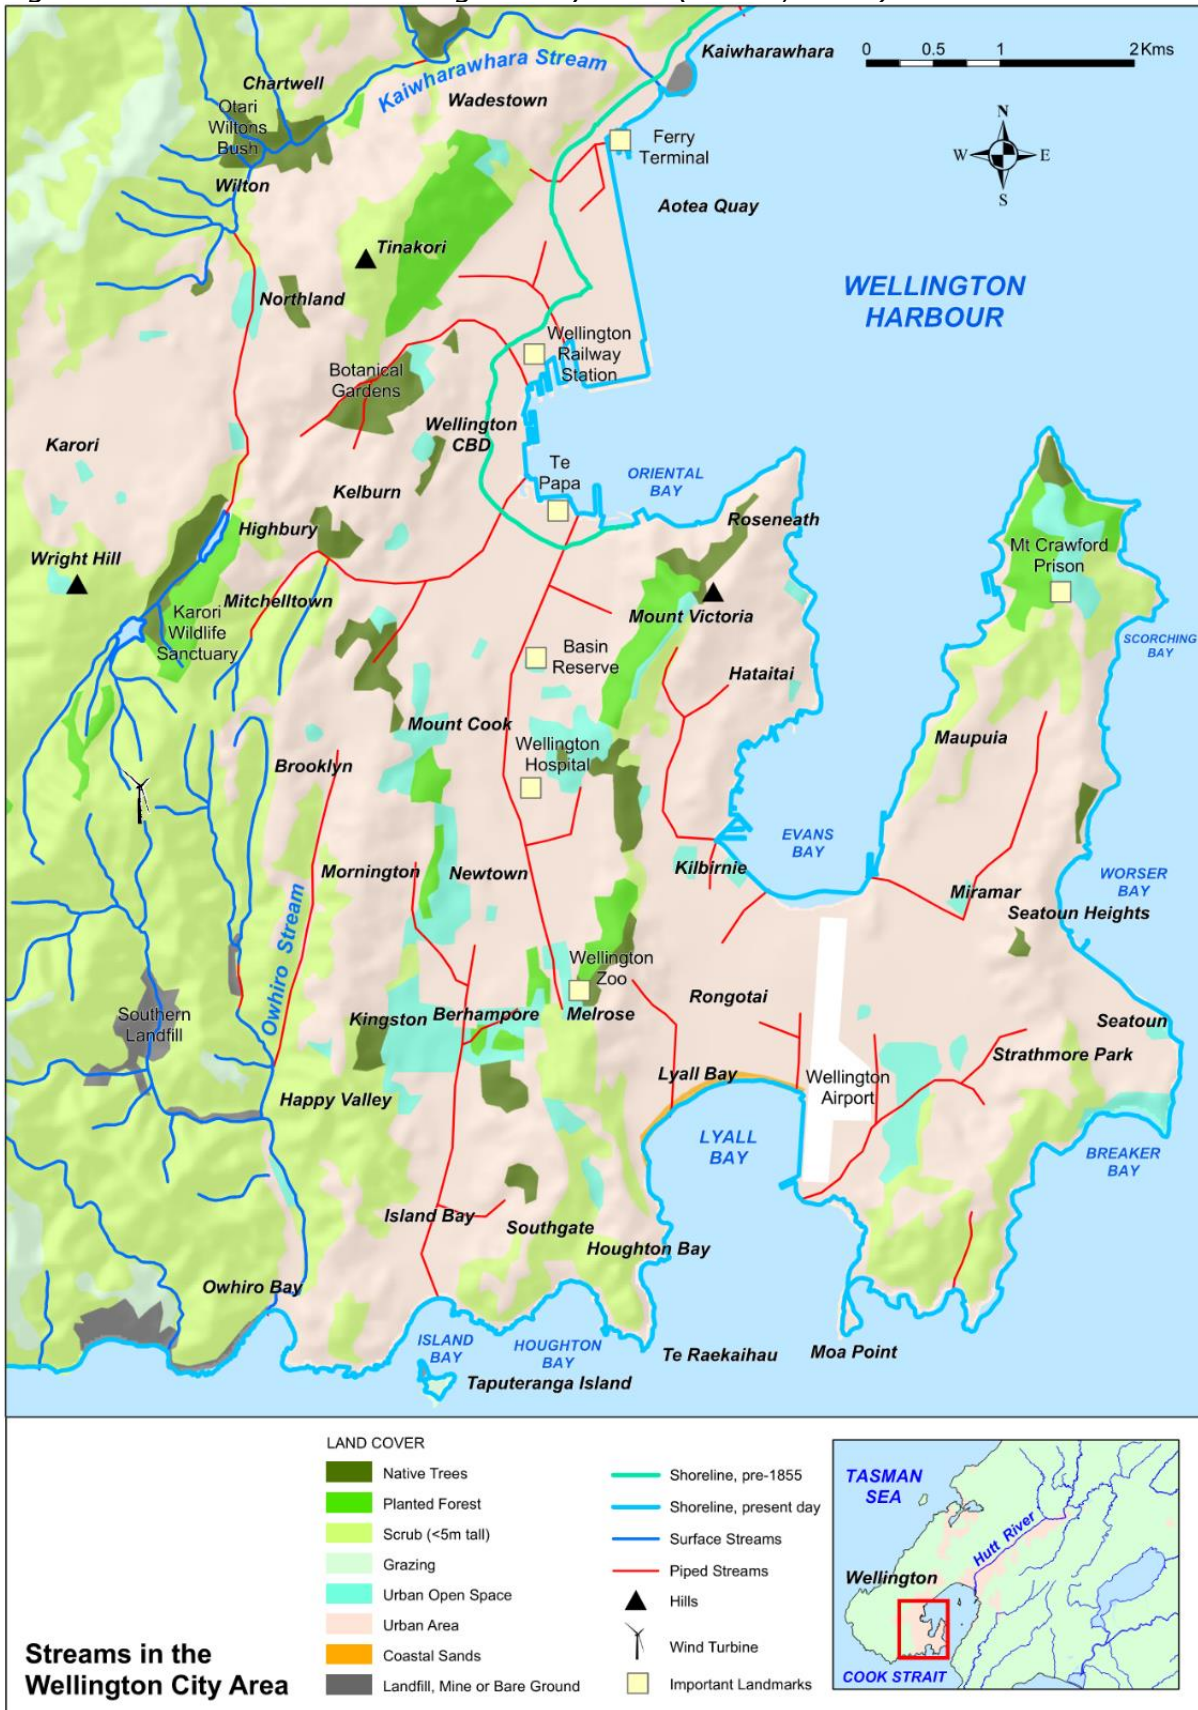 Kaiwharawhara
0 0.5 1 2 Kms
Kaiwharawhara Stream
Chartwell
Wadestown
Otari
Wiltons
Bush
Ferry
Terminal
N
W E
S
Wilton
Aotea Quay
Tinakori
WELLINGTON
HARBOUR
Northland
Wellington
Railway
Station
Botanical
Gardens
Wellington
CBD
Karori
Te
Papa
ORIENTAL
BAY
Kelburn
Roseneath
Highbury
Mt Crawford
Prison
Wright Hill
Mitchelltown
Karori
Wildlife
Sanctuary
Mount Victoria
SCORCHING
BAY
Basin
Reserve
Hataitai
Mount Cook
Maupuia
Wellington
Hospital
Brooklyn
EVANS
BAY
Mornington
Newtown
Kilbirnie
WORSER
BAY
Miramar
Seatoun Heights
Owhiro Stream
Wellington
Zoo
Rongotai
Southern
Landfill
Kingston
Berhampore
Melrose
Seatoun
Strathmore Park
Lyall Bay
Wellington
Airport
Happy Valley
LYALL
BAY
BREAKER
BAY
Island Bay
Southgate
Houghton Bay
Owhiro Bay
ISLAND
BAY
HOUGHTON
BAY
Te Raekaihau
Moa Point
Taputeranga Island
LAND COVER
Native Trees
Planted Forest
Scrub (<5m tall)
Grazing
Urban Open Space
Urban Area
Coastal Sands
Landfill, Mine or Bare Ground
Shoreline, pre-1855
Shoreline, present day
Surface Streams
Piped Streams
Hills
Wind Turbine
Important Landmarks
TASMAN
SEA
Hutt River
Wellington
COOK STRAIT
Streams in the
Wellington City Area